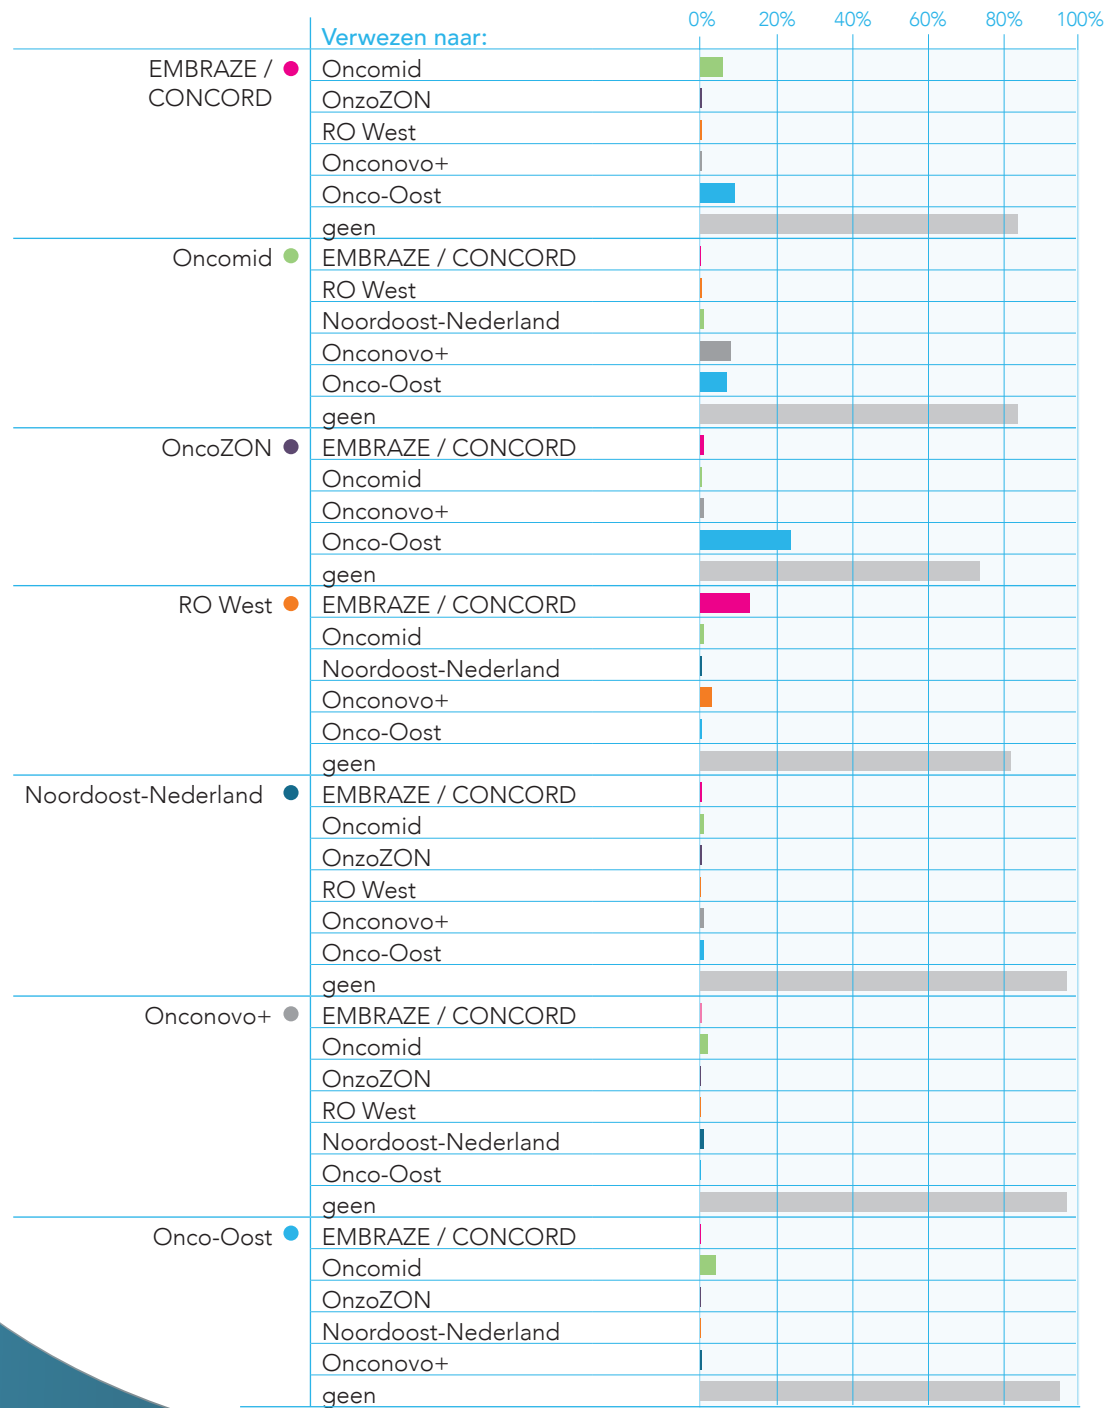 0% 20% 40% 60% 80% 100%
Verwezen naar:
EMBRAZE / Oncomid
CONCORD OnzoZON
RO West
Onconovo+
Onco-Oost
geen
Oncomid EMBRAZE / CONCORD
RO West
Noordoost-Nederland
Onconovo+
Onco-Oost
geen
OncoZON EMBRAZE / CONCORD
Oncomid
Onconovo+
Onco-Oost
geen
RO West EMBRAZE / CONCORD
Oncomid
Noordoost-Nederland
Onconovo+
Onco-Oost
geen
Noordoost-Nederland EMBRAZE / CONCORD
Oncomid
OnzoZON
RO West
Onconovo+
Onco-Oost
geen
Onconovo+ EMBRAZE / CONCORD
Oncomid
OnzoZON
RO West
Noordoost-Nederland
Onco-Oost
geen
Onco-Oost EMBRAZE / CONCORD
Oncomid
OnzoZON
Noordoost-Nederland
Onconovo+
geen